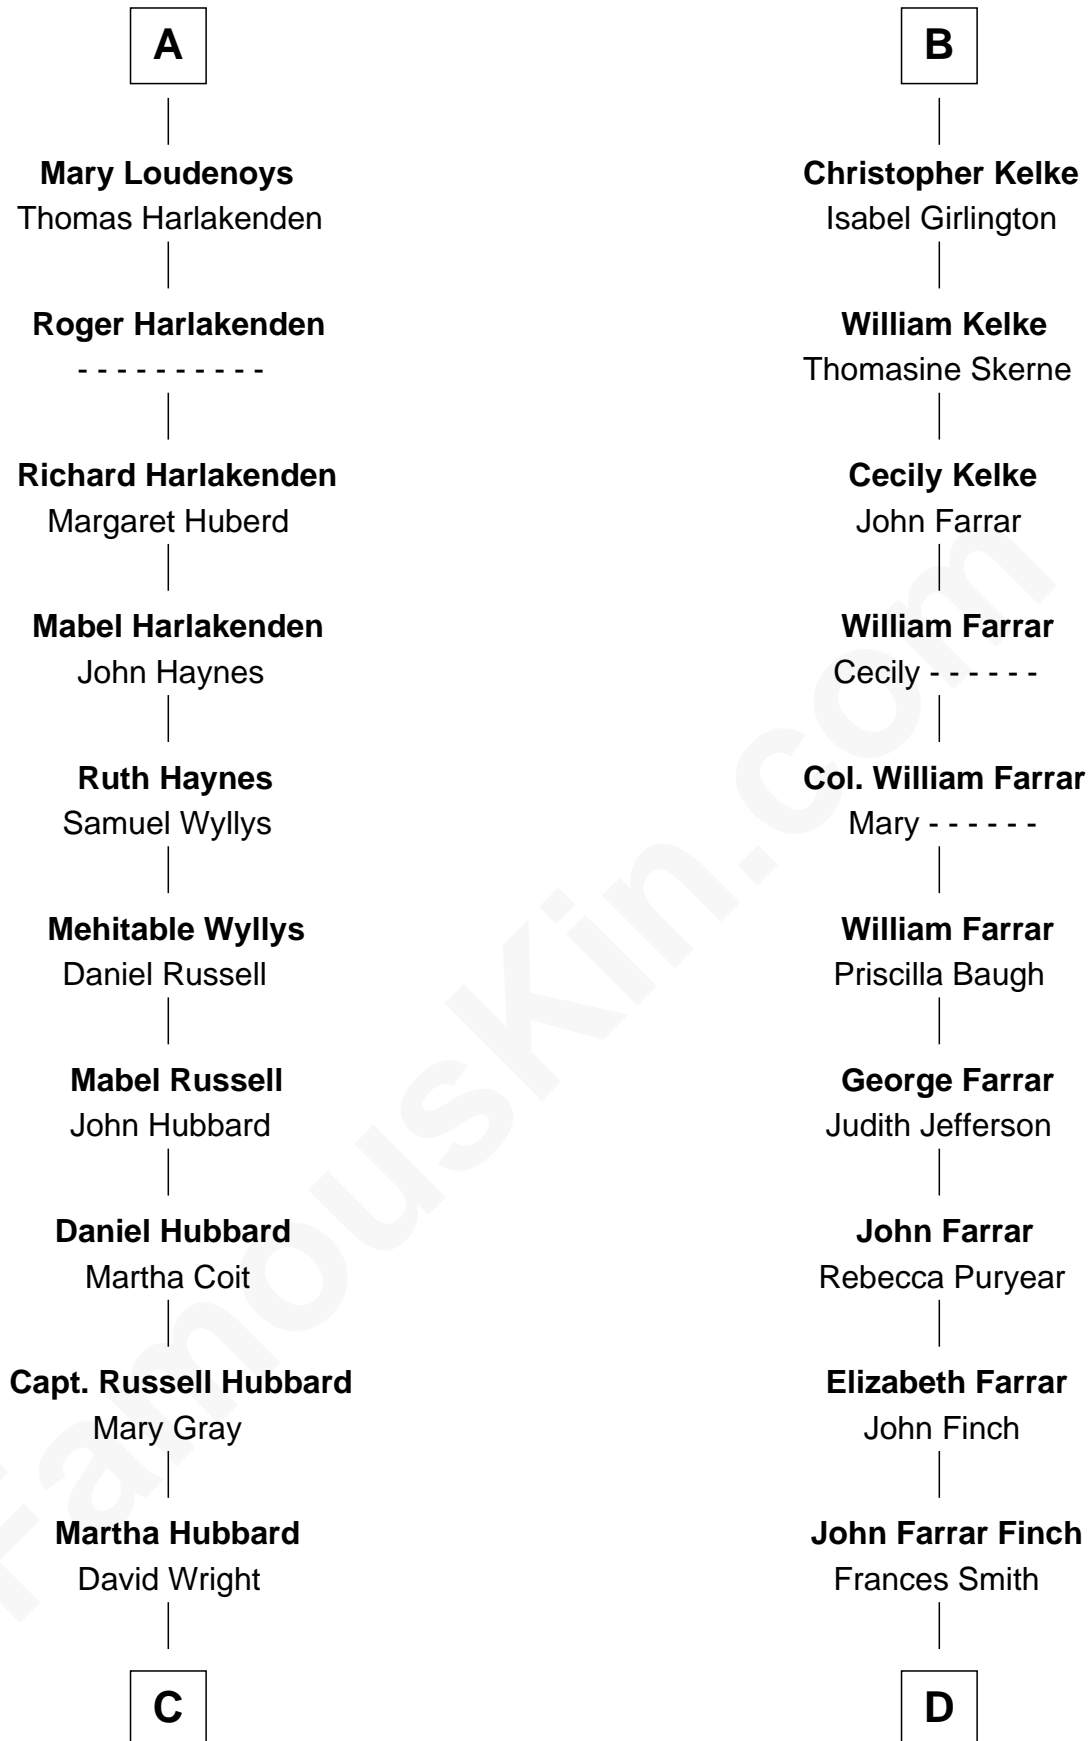 A
Mary Loudenoys
Thomas Harlakenden
Roger Harlakenden
- - - - - - - - - -
Richard Harlakenden
Margaret Huberd
Mabel Harlakenden
John Haynes
Ruth Haynes
Samuel Wyllys
Mehitable Wyllys
Daniel Russell
Mabel Russell
John Hubbard
Daniel Hubbard
Martha Coit
Capt. Russell Hubbard
Mary Gray
Martha Hubbard
David Wright
C
B
Christopher Kelke
Isabel Girlington
William Kelke
Thomasine Skerne
Cecily Kelke
John Farrar
William Farrar
Cecily - - - - - -
Col. William Farrar
Mary - - - - - -
William Farrar
Priscilla Baugh
George Farrar
Judith Jefferson
John Farrar
Rebecca Puryear
Elizabeth Farrar
John Finch
John Farrar Finch
Frances Smith
D
FamousKin.com